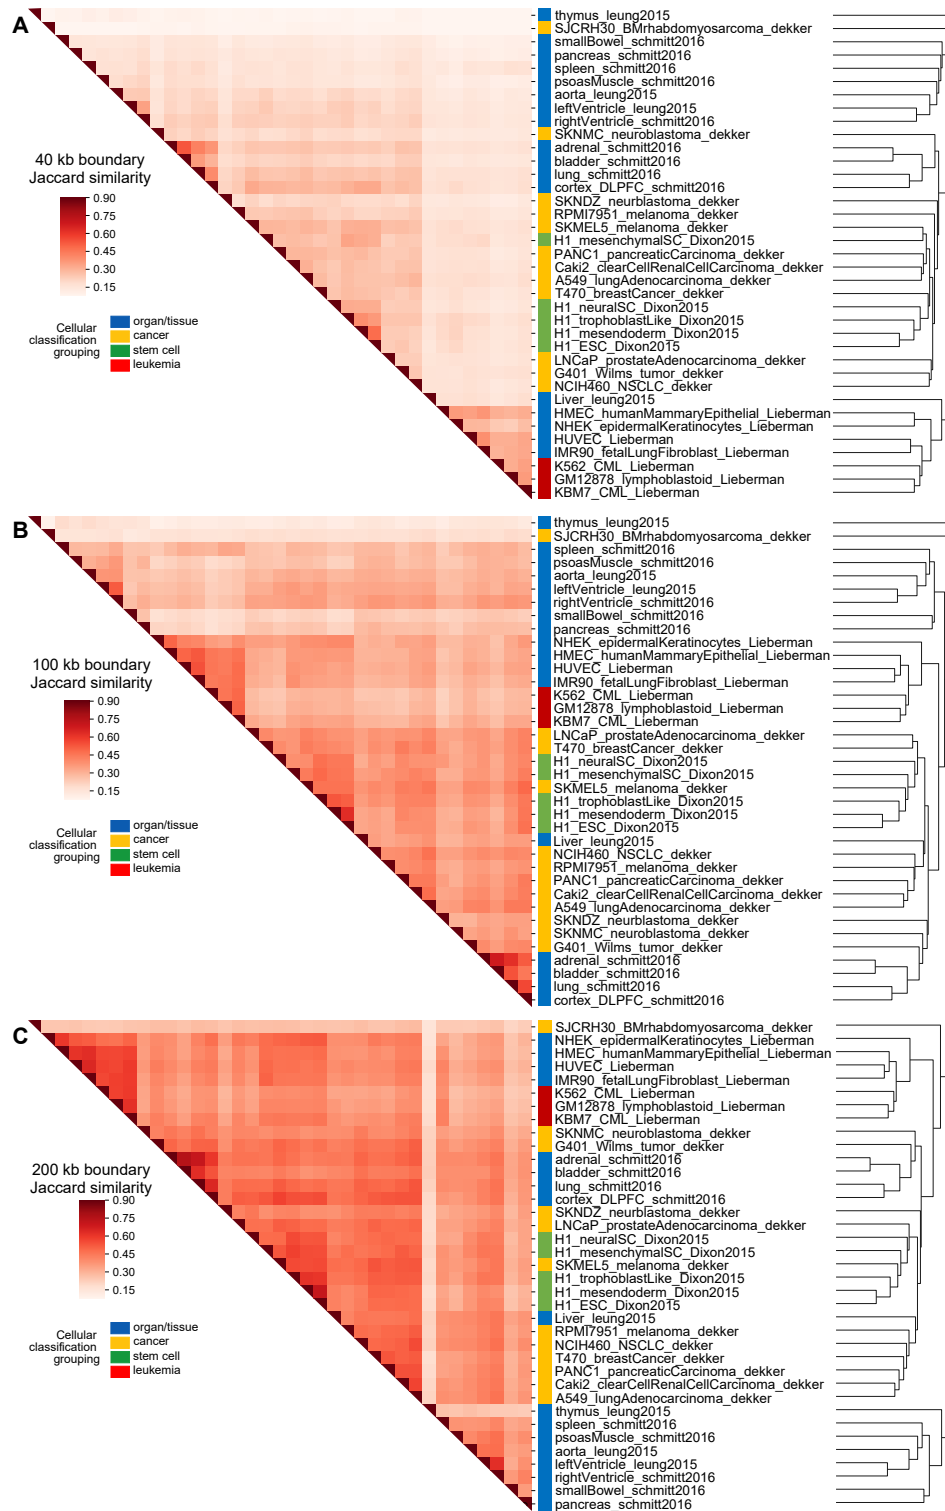 A
40 kb boundary
Jaccard similarity
0.90
0.75
0.60
0.45
0.30
0.15
Cellular
classification
grouping
organ/tissue
cancer
stem cell
leukemia
thymus_leung2015
SJCRH30_BMrhabdomyosarcoma_dekker
smallBowel_schmitt2016
pancreas_schmitt2016
spleen_schmitt2016
psoasMuscle_schmitt2016
aorta_leung2015
leftVentricle_leung2015
rightVentricle_schmitt2016
SKNMC_neuroblastoma_dekker
adrenal_schmitt2016
bladder_schmitt2016
lung_schmitt2016
cortex_DLPFC_schmitt2016
SKNDZ_neurblastoma_dekker
RPMI7951_melanoma_dekker
SKMEL5_melanoma_dekker
H1_mesenchymalSC_Dixon2015
PANC1_pancreaticCarcinoma_dekker
Caki2_clearCellRenalCellCarcinoma_dekker
A549_lungAdenocarcinoma_dekker
T470_breastCancer_dekker
H1_neuralSC_Dixon2015
H1_trophoblastLike_Dixon2015
H1_mesendoderm_Dixon2015
H1_ESC_Dixon2015
LNCaP_prostateAdenocarcinoma_dekker
G401_Wilms_tumor_dekker
NCIH460_NSCLC_dekker
Liver_leung2015
HMEC_humanMammaryEpithelial_Lieberman
NHEK_epidermalKeratinocytes_Lieberman
HUVEC_Lieberman
IMR90_fetalLungFibroblast_Lieberman
K562_CML_Lieberman
GM12878_lymphoblastoid_Lieberman
KBM7_CML_Lieberman
B
100 kb boundary
Jaccard similarity
0.90
0.75
0.60
0.45
0.30
0.15
Cellular
classification
grouping
organ/tissue
cancer
stem cell
leukemia
thymus_leung2015
SJCRH30_BMrhabdomyosarcoma_dekker
spleen_schmitt2016
psoasMuscle_schmitt2016
aorta_leung2015
leftVentricle_leung2015
rightVentricle_schmitt2016
smallBowel_schmitt2016
pancreas_schmitt2016
NHEK_epidermalKeratinocytes_Lieberman
HMEC_humanMammaryEpithelial_Lieberman
HUVEC_Lieberman
IMR90_fetalLungFibroblast_Lieberman
K562_CML_Lieberman
GM12878_lymphoblastoid_Lieberman
KBM7_CML_Lieberman
LNCaP_prostateAdenocarcinoma_dekker
T470_breastCancer_dekker
H1_neuralSC_Dixon2015
H1_mesenchymalSC_Dixon2015
SKMEL5_melanoma_dekker
H1_trophoblastLike_Dixon2015
H1_mesendoderm_Dixon2015
H1_ESC_Dixon2015
Liver_leung2015
NCIH460_NSCLC_dekker
RPMI7951_melanoma_dekker
PANC1_pancreaticCarcinoma_dekker
Caki2_clearCellRenalCellCarcinoma_dekker
A549_lungAdenocarcinoma_dekker
SKNDZ_neurblastoma_dekker
SKNMC_neuroblastoma_dekker
G401_Wilms_tumor_dekker
adrenal_schmitt2016
bladder_schmitt2016
lung_schmitt2016
cortex_DLPFC_schmitt2016
C
200 kb boundary
Jaccard similarity
0.90
0.75
0.60
0.45
0.30
0.15
Cellular
classification
grouping
organ/tissue
cancer
stem cell
leukemia
SJCRH30_BMrhabdomyosarcoma_dekker
NHEK_epidermalKeratinocytes_Lieberman
HMEC_humanMammaryEpithelial_Lieberman
HUVEC_Lieberman
IMR90_fetalLungFibroblast_Lieberman
K562_CML_Lieberman
GM12878_lymphoblastoid_Lieberman
KBM7_CML_Lieberman
SKNMC_neuroblastoma_dekker
G401_Wilms_tumor_dekker
adrenal_schmitt2016
bladder_schmitt2016
lung_schmitt2016
cortex_DLPFC_schmitt2016
SKNDZ_neurblastoma_dekker
LNCaP_prostateAdenocarcinoma_dekker
H1_neuralSC_Dixon2015
H1_mesenchymalSC_Dixon2015
SKMEL5_melanoma_dekker
H1_trophoblastLike_Dixon2015
H1_mesendoderm_Dixon2015
H1_ESC_Dixon2015
Liver_leung2015
RPMI7951_melanoma_dekker
NCIH460_NSCLC_dekker
T470_breastCancer_dekker
PANC1_pancreaticCarcinoma_dekker
Caki2_clearCellRenalCellCarcinoma_dekker
A549_lungAdenocarcinoma_dekker
thymus_leung2015
spleen_schmitt2016
psoasMuscle_schmitt2016
aorta_leung2015
leftVentricle_leung2015
rightVentricle_schmitt2016
smallBowel_schmitt2016
pancreas_schmitt2016